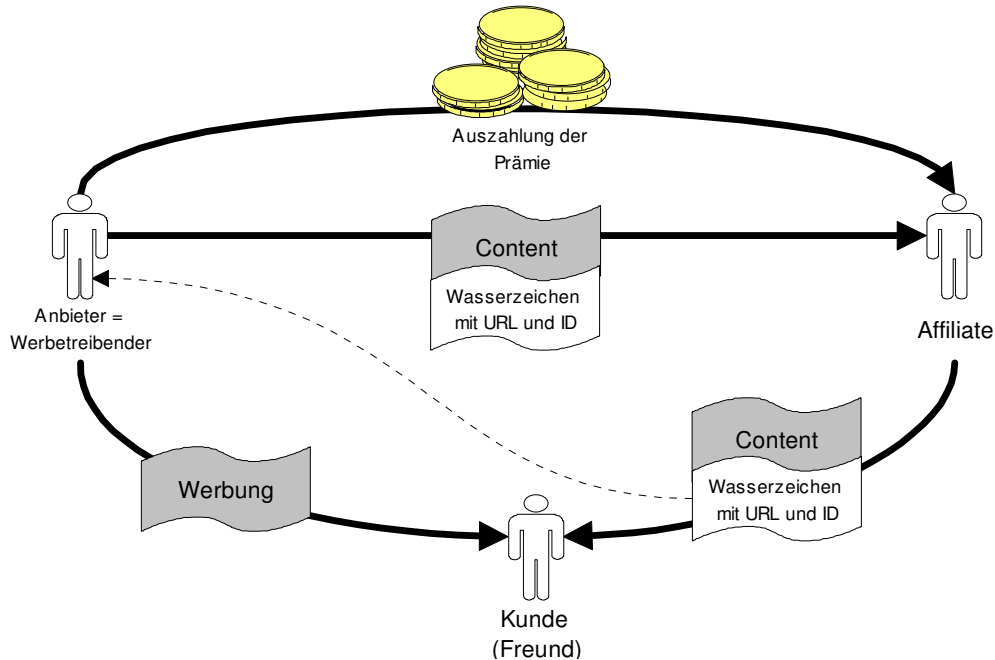 Auszahlung der
Prämie
Content
Wasserzeichen
mit URL und ID
Anbieter =
Werbetreibender
Affiliate
Content
Wasserzeichen
mit URL und ID
Werbung
Kunde
(Freund)